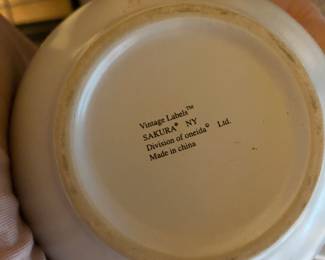 Vintage Labels™
SAKURA® NY
Division of oneida® Ltd.
Made in china